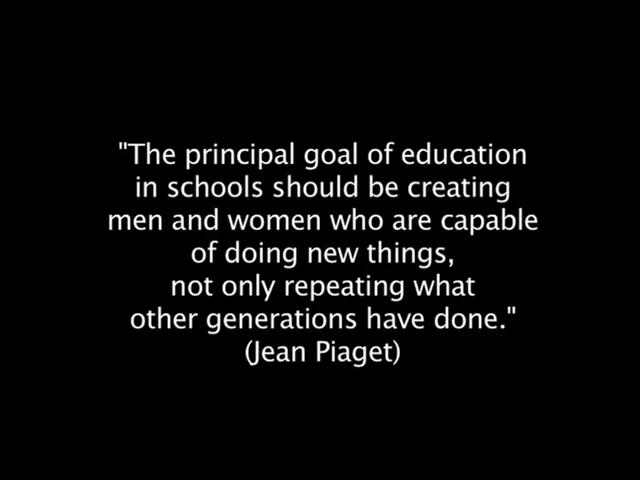 "The principal goal of education
in schools should be creating
men and women who are capable
of doing new things,
not only repeating what
other generations have done."
(Jean Piaget)